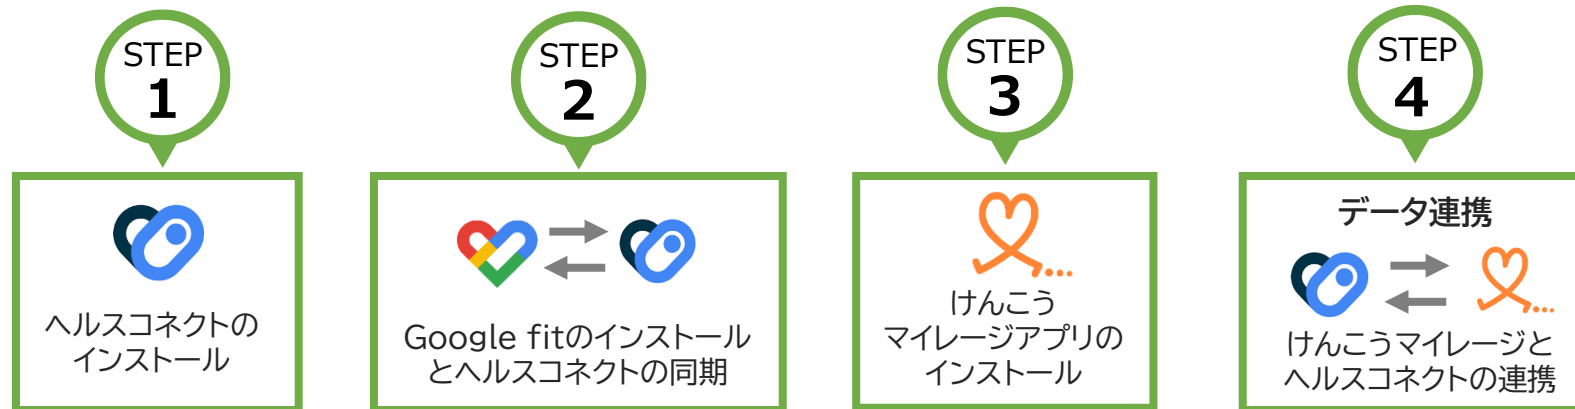 STEP
1
ヘルスコネクトの
インストール
STEP
2
Google fitのインストール
とヘルスコネクトの同期
STEP
3
けんこう
マイレージアプリの
インストール
STEP
4
データ連携
けんこうマイレージと
ヘルスコネクトの連携